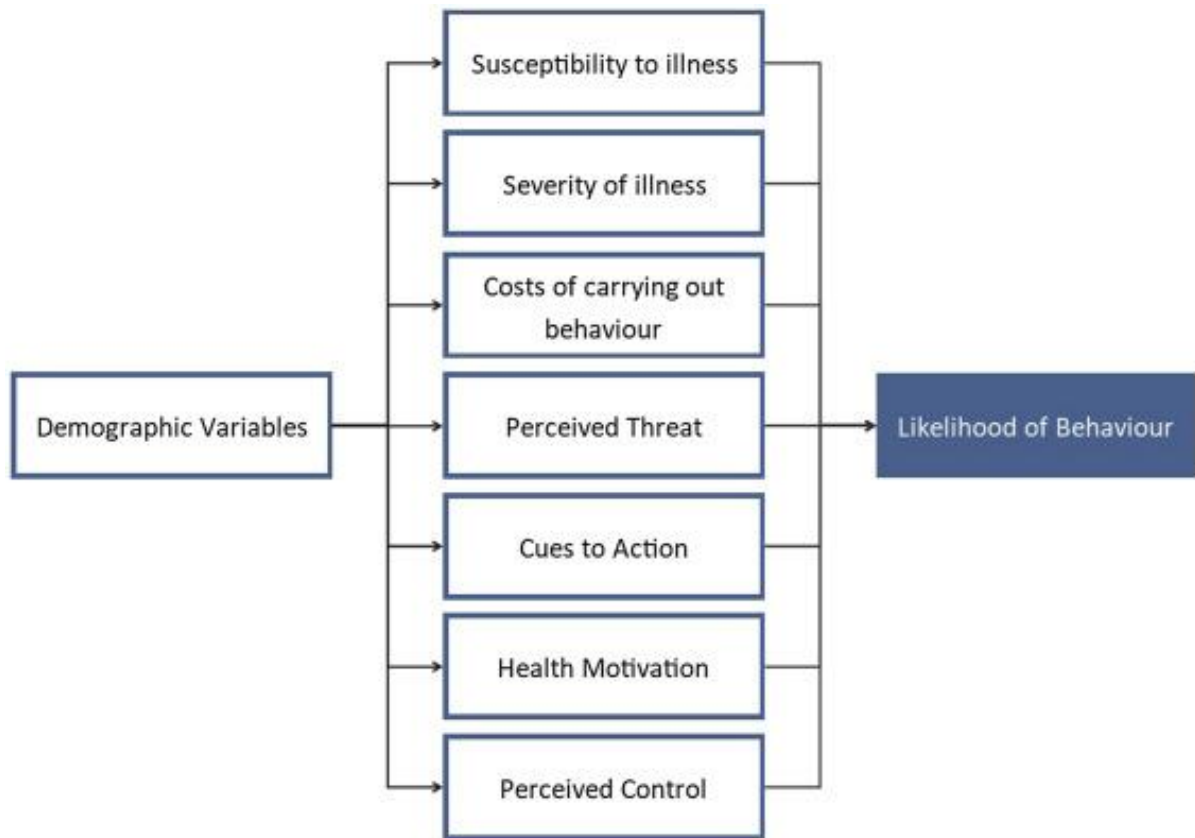 Susceptibility to illness
Severity of illness
Costs of carrying out
behaviour
Demographic Variables
Perceived Threat
Likelihood of Behaviour
Cues to Action
Health Motivation
Perceived Control